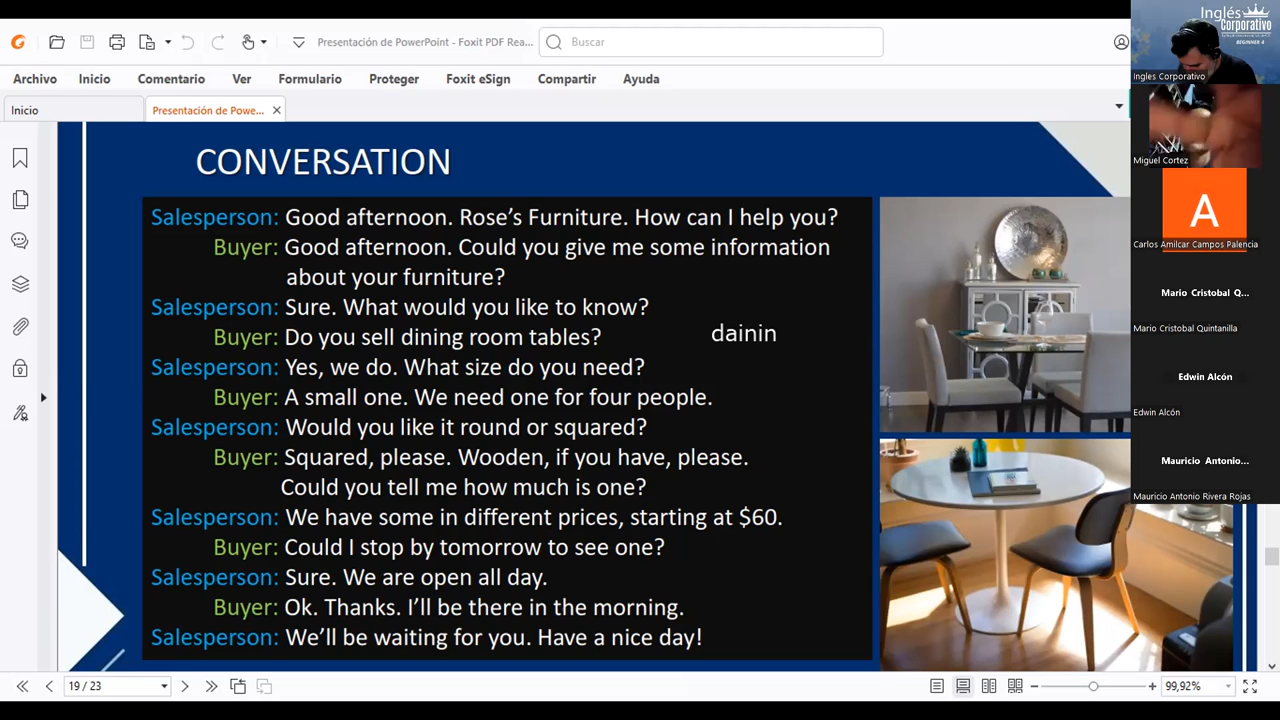 Presentación de PowerPoint - Foxit PDF Rea...
Buscar
Archivo
Inicio
Comentario
Ver
Formulario
Proteger
Foxit eSign
Compartir
Ayuda
Inicio
Presentación de Powe...
CONVERSATION
Salesperson: Good afternoon. Rose's Furniture. How can I help you?
Buyer: Good afternoon. Could you give me some information
about your furniture?
Salesperson: Sure. What would you like to know?
Buyer: Do you sell dining room tables?
dainin
Salesperson: Yes, we do. What size do you need?
Buyer: A small one. We need one for four people.
Salesperson: Would you like it round or squared?
Buyer: Squared, please. Wooden, if you have, please.
Could you tell me how much is one?
Salesperson: We have some in different prices, starting at $60.
Buyer: Could I stop by tomorrow to see one?
Salesperson: Sure. We are open all day.
Buyer: Ok. Thanks. I'll be there in the morning.
Salesperson: We'll be waiting for you. Have a nice day!
19 / 23
99,92%
Inglés
Corporativo
BEGINNER 4
Ingles Corporativo
Miguel Cortez
A
Carlos Amilcar Campos Palencia
Mario Cristobal Q...
Mario Cristobal Quintanilla
Edwin Alcón
Edwin Alcón
Mauricio Antonio...
Mauricio Antonio Rivera Rojas